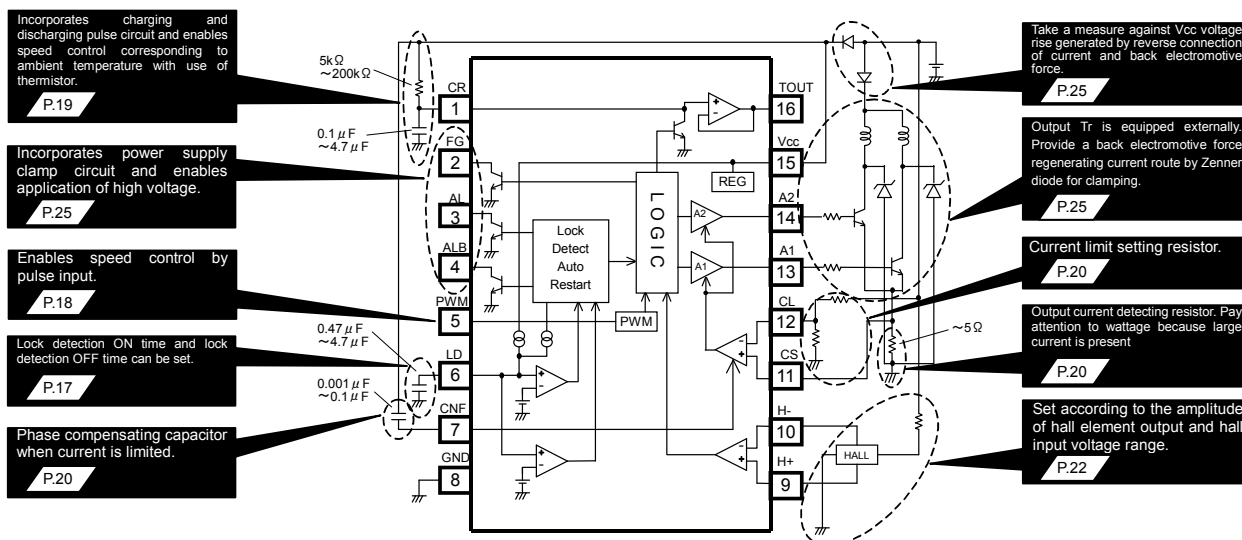 Incorporates charging and
discharging pulse circuit and enables
speed control corresponding to
ambient temperature with use of
thermistor.
P.19
Incorporates power supply
clamp circuit and enables
application of high voltage.
P.25
Enables speed control by
pulse input.
P.18
Lock detection ON time and lock
detection OFF time can be set.
P.17
Phase compensating capacitor
when current is limited.
P.20
5kΩ
~200kΩ
0.1μF
~4.7μF
0.47μF
~4.7μF
0.001μF
~0.1μF
CR
1
FG
2
AL
3
ALB
4
PWM
5
LD
6
CNF
7
GND
8
Lock
Detect
Auto
Restart
LOGIC
PWM
REG
A2
A1
TOUT
16
Vcc
15
A2
14
A1
13
CL
12
CS
11
H-
10
H+
9
HALL
~5Ω
Take a measure against Vcc voltage
rise generated by reverse connection
of current and back electromotive
force.
P.25
Output Tr is equipped externally.
Provide a back electromotive force
regenerating current route by Zenner
diode for clamping.
P.25
Current limit setting resistor.
P.20
Output current detecting resistor. Pay
attention to wattage because large
current is present
P.20
Set according to the amplitude
of hall element output and hall
input voltage range.
P.22